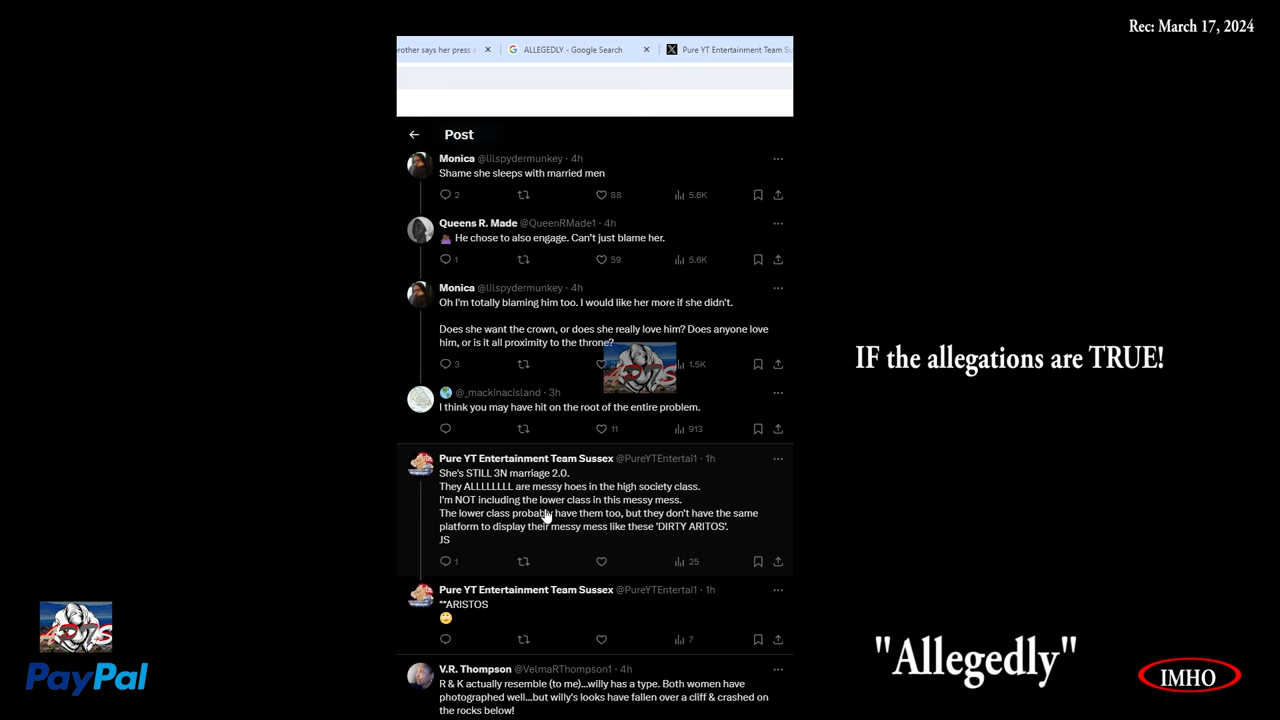 Rec: March 17, 2024
brother says her press a
ALLEGEDLY - Google Search
Pure YT Entertainment Team Su
Post
Monica @lilspydermunkey · 4h
Shame she sleeps with married men
2 88 5.6K
Queens R. Made @QueenRMade1 · 4h
He chose to also engage. Can't just blame her.
1 59 5.6K
Monica @lilspydermunkey · 4h
Oh I'm totally blaming him too. I would like her more if she didn't.
Does she want the crown, or does she really love him? Does anyone love
him, or is it all proximity to the throne?
3 1.5K
IF the allegations are TRUE!
@_mackinacisland · 3h
I think you may have hit on the root of the entire problem.
11 913
Pure YT Entertainment Team Sussex @PureYTEntertai1 · 1h
She's STILL 3N marriage 2.0.
They ALLLLLLLL are messy hoes in the high society class.
I'm NOT including the lower class in this messy mess.
The lower class probably have them too, but they don't have the same
platform to display their messy mess like these 'DIRTY ARITOS'.
JS
1 25
Pure YT Entertainment Team Sussex @PureYTEntertai1 · 1h
**ARISTOS
7
V.R. Thompson @VelmaRThompson1 · 4h
R & K actually resemble (to me)...willy has a type. Both women have
photographed well...but willy's looks have fallen over a cliff & crashed on
the rocks below!
PayPal
"Allegedly"
IMHO